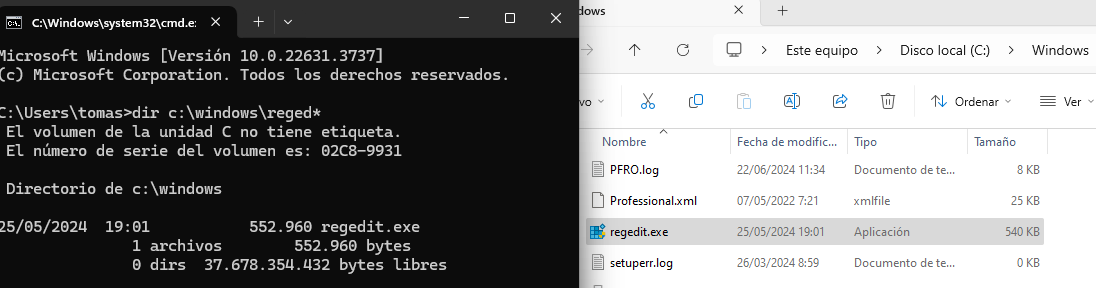 C:\Windows\system32\cmd.e:
Microsoft Windows [Versión 10.0.22631.3737]
(c) Microsoft Corporation. Todos los derechos reservados.
C:\Users\tomas>dir c:\windows\reged*
El volumen de la unidad C no tiene etiqueta.
El número de serie del volumen es: 02C8-9931
Directorio de c:\windows
25/05/2024 19:01 552.960 regedit.exe
1 archivos 552.960 bytes
0 dirs 37.678.354.432 bytes libres
dows
Este equipo > Disco local (C:) > Windows
vo Ordenar Ver
Nombre Fecha de modific... Tipo Tamaño
PFRO.log 22/06/2024 11:34 Documento de te... 8 KB
Professional.xml 07/05/2022 7:21 xmlfile 25 KB
regedit.exe 25/05/2024 19:01 Aplicación 540 KB
setuperr.log 26/03/2024 8:59 Documento de te... 0 KB